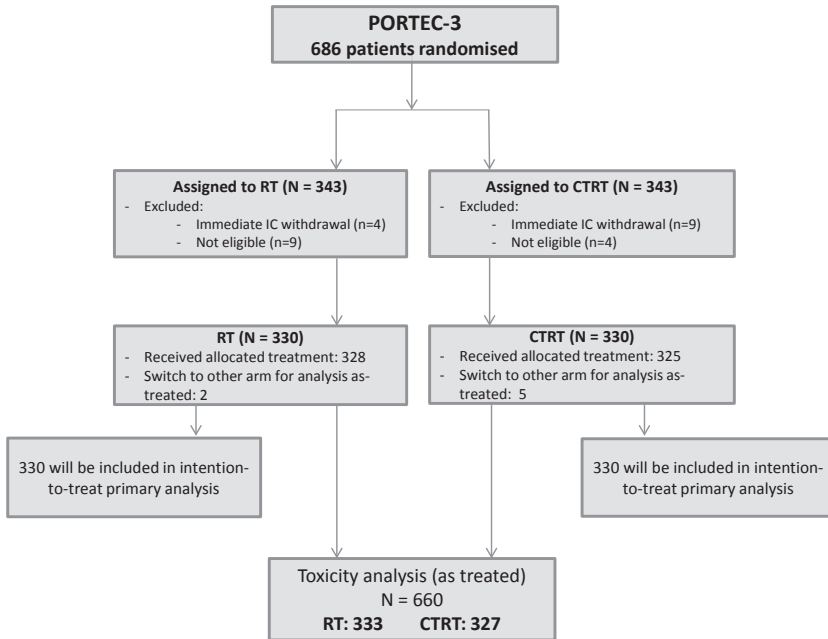 PORTEC-3
686 patients randomised
Assigned to RT (N = 343)
- Excluded:
- Immediate IC withdrawal (n=4)
- Not eligible (n=9)
Assigned to CTRT (N = 343)
- Excluded:
- Immediate IC withdrawal (n=9)
- Not eligible (n=4)
RT (N = 330)
- Received allocated treatment: 328
- Switch to other arm for analysis as-
treated: 2
CTRT (N = 330)
- Received allocated treatment: 325
- Switch to other arm for analysis as-
treated: 5
330 will be included in intention-
to-treat primary analysis
330 will be included in intention-
to-treat primary analysis
Toxicity analysis (as treated)
N = 660
RT: 333 CTRT: 327